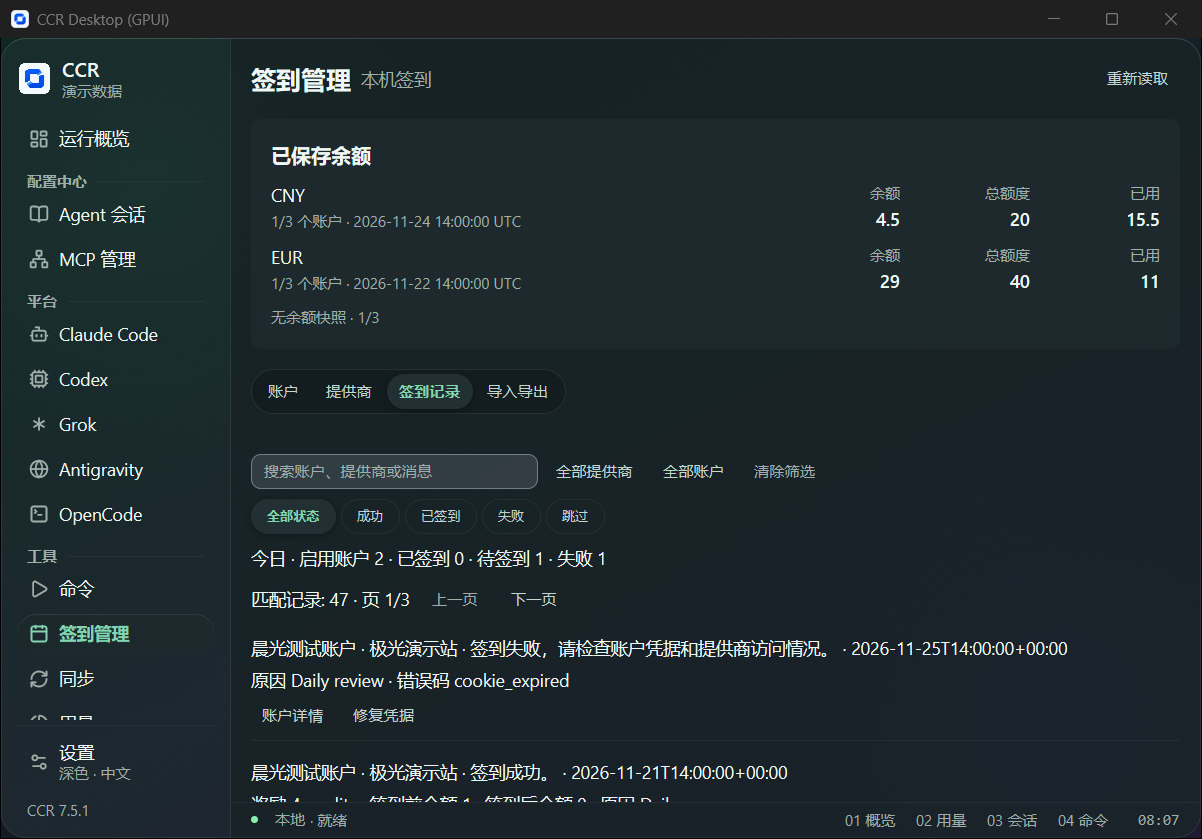 CCR Desktop (GPUI)
CCR
演示数据
运行概览
配置中心
Agent 会话
MCP 管理
平台
Claude Code
Codex
Grok
Antigravity
OpenCode
工具
命令
签到管理
同步
设置
深色 · 中文
CCR 7.5.1
签到管理 本机签到
重新读取
已保存余额
CNY
1/3 个账户 · 2026-11-24 14:00:00 UTC
余额 总额度 已用
4.5 20 15.5
EUR
1/3 个账户 · 2026-11-22 14:00:00 UTC
余额 总额度 已用
29 40 11
无余额快照 · 1/3
账户 提供商 签到记录 导入导出
搜索账户、提供商或消息 全部提供商 全部账户 清除筛选
全部状态 成功 已签到 失败 跳过
今日 · 启用账户 2 · 已签到 0 · 待签到 1 · 失败 1
匹配记录: 47 · 页 1/3 上一页 下一页
晨光测试账户 · 极光演示站 · 签到失败，请检查账户凭据和提供商访问情况。 · 2026-11-25T14:00:00+00:00
原因 Daily review · 错误码 cookie_expired
账户详情 修复凭据
晨光测试账户 · 极光演示站 · 签到成功。 · 2026-11-21T14:00:00+00:00
本地 · 就绪
01 概览 02 用量 03 会话 04 命令 08:07